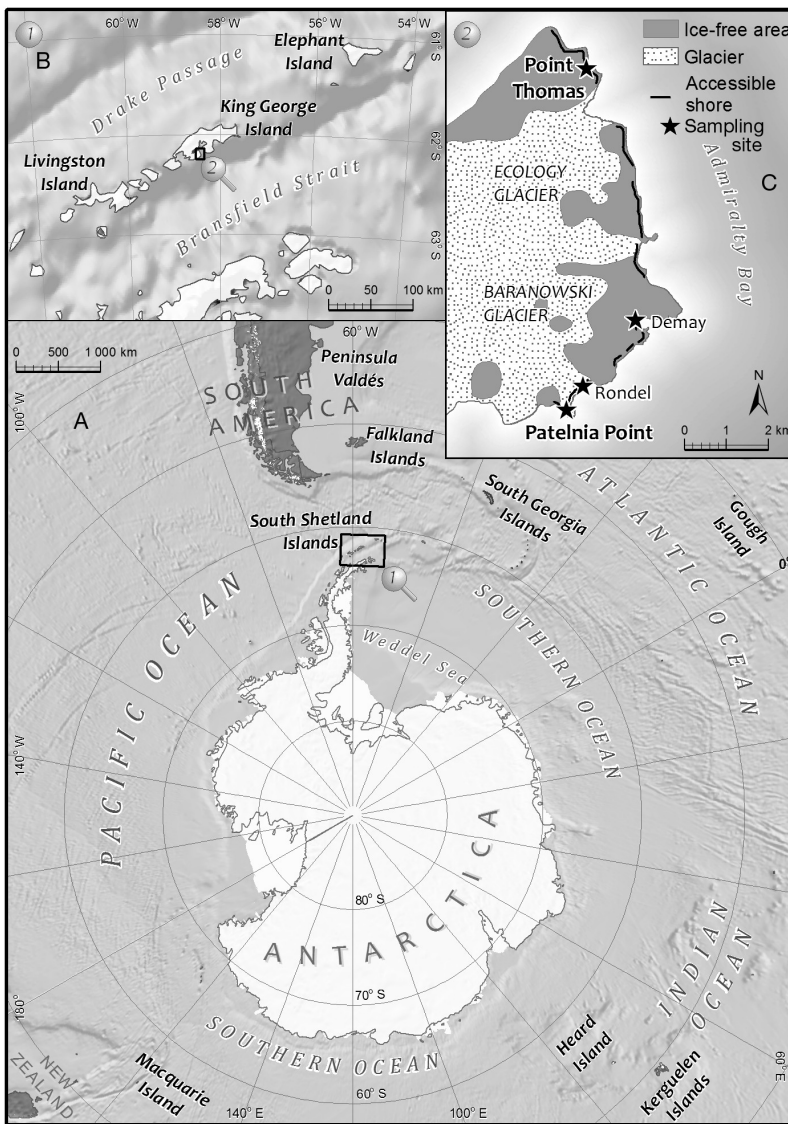 1
60° W
58° W
56° W
54° W
B
61° S
62° S
63° S
Drake Passage
Elephant
Island
King George
Island
Livingston
Island
2
Bransfield Strait
0 50 100 km
2
Ice-free area
Glacier
Accessible
shore
Sampling
site
Point
Thomas
ECOLOGY
GLACIER
Admiralty Bay
C
BARANOWSKI
GLACIER
Demay
Rondel
Patelnia Point
N
0 1 2 km
0 500 1 000 km
60° W
100° W
A
Peninsula
Valdés
SOUTH
AMERICA
Falkland
Islands
South Georgia
Islands
ATLANTIC OCEAN
Gough
Island
0°
South Shetland
Islands
1
PACIFIC OCEAN
Weddel Sea
SOUTHERN OCEAN
140° W
80° S
ANTARCTICA
70° S
INDIAN
OCEAN
180°
SOUTHERN OCEAN
Heard
Island
Kerguelen
Islands
60° E
Macquarie
Island
NEW
ZEALAND
140° E
60° S
100° E